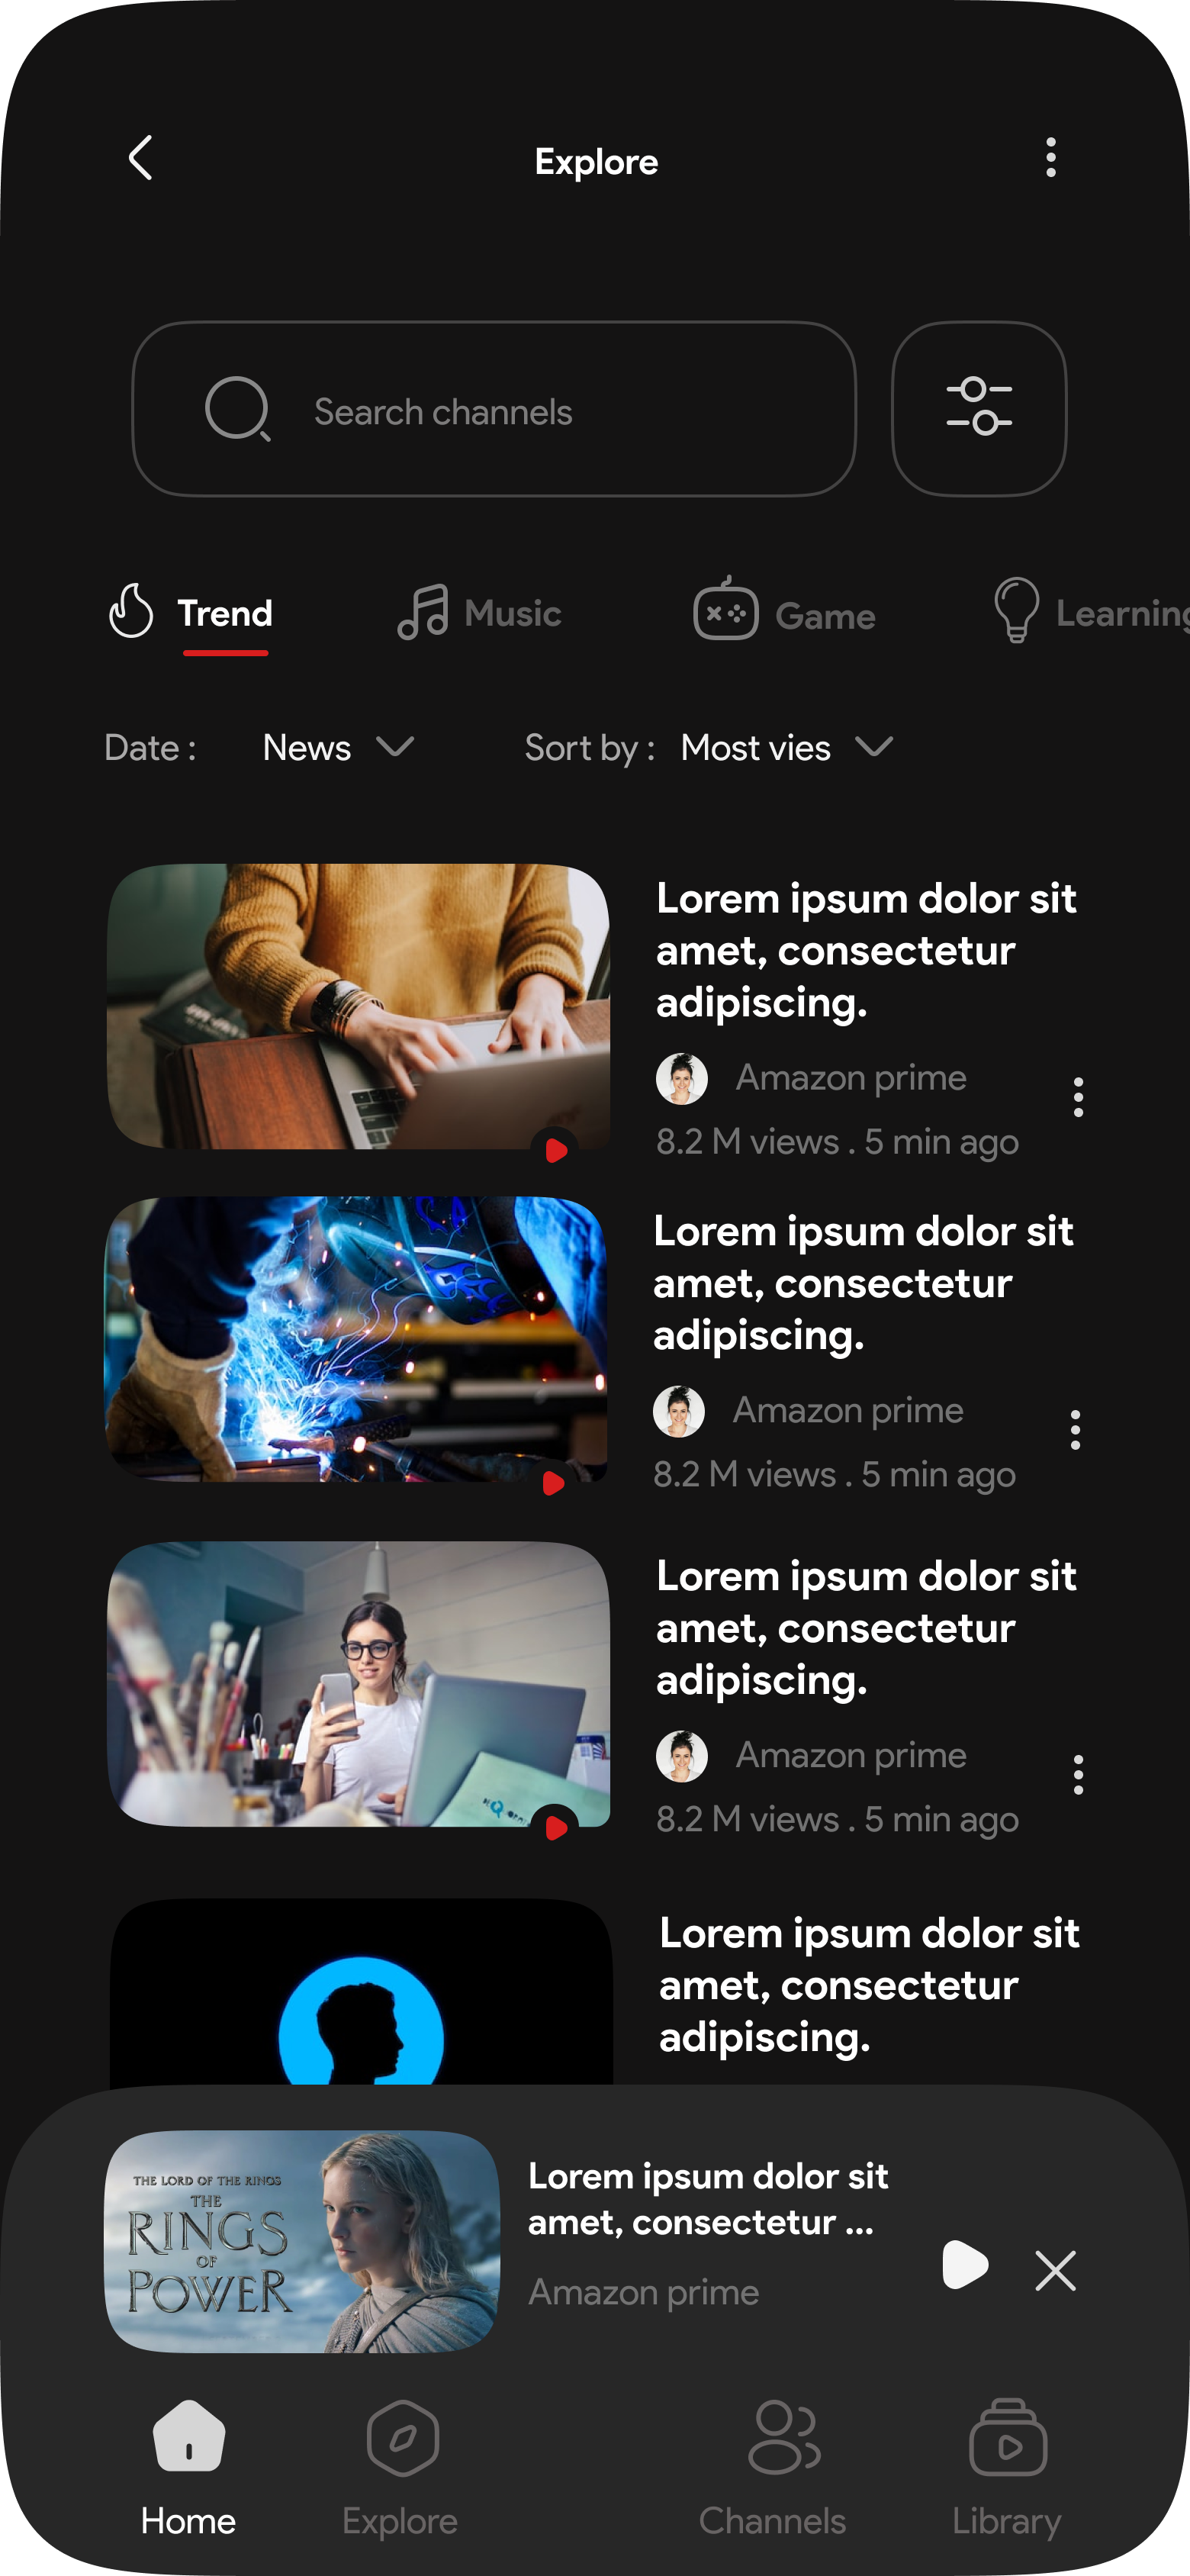 Explore
Search channels
Trend Music Game Learning
Date : News Sort by : Most vies
Lorem ipsum dolor sit
amet, consectetur
adipiscing.
Amazon prime
8.2 M views . 5 min ago
Lorem ipsum dolor sit
amet, consectetur
adipiscing.
Amazon prime
8.2 M views . 5 min ago
Lorem ipsum dolor sit
amet, consectetur
adipiscing.
Amazon prime
8.2 M views . 5 min ago
Lorem ipsum dolor sit
amet, consectetur
adipiscing.
THE LORD OF THE RINGS
THE
RINGS
OF
POWER
Lorem ipsum dolor sit
amet, consectetur ...
Amazon prime
Home Explore Channels Library